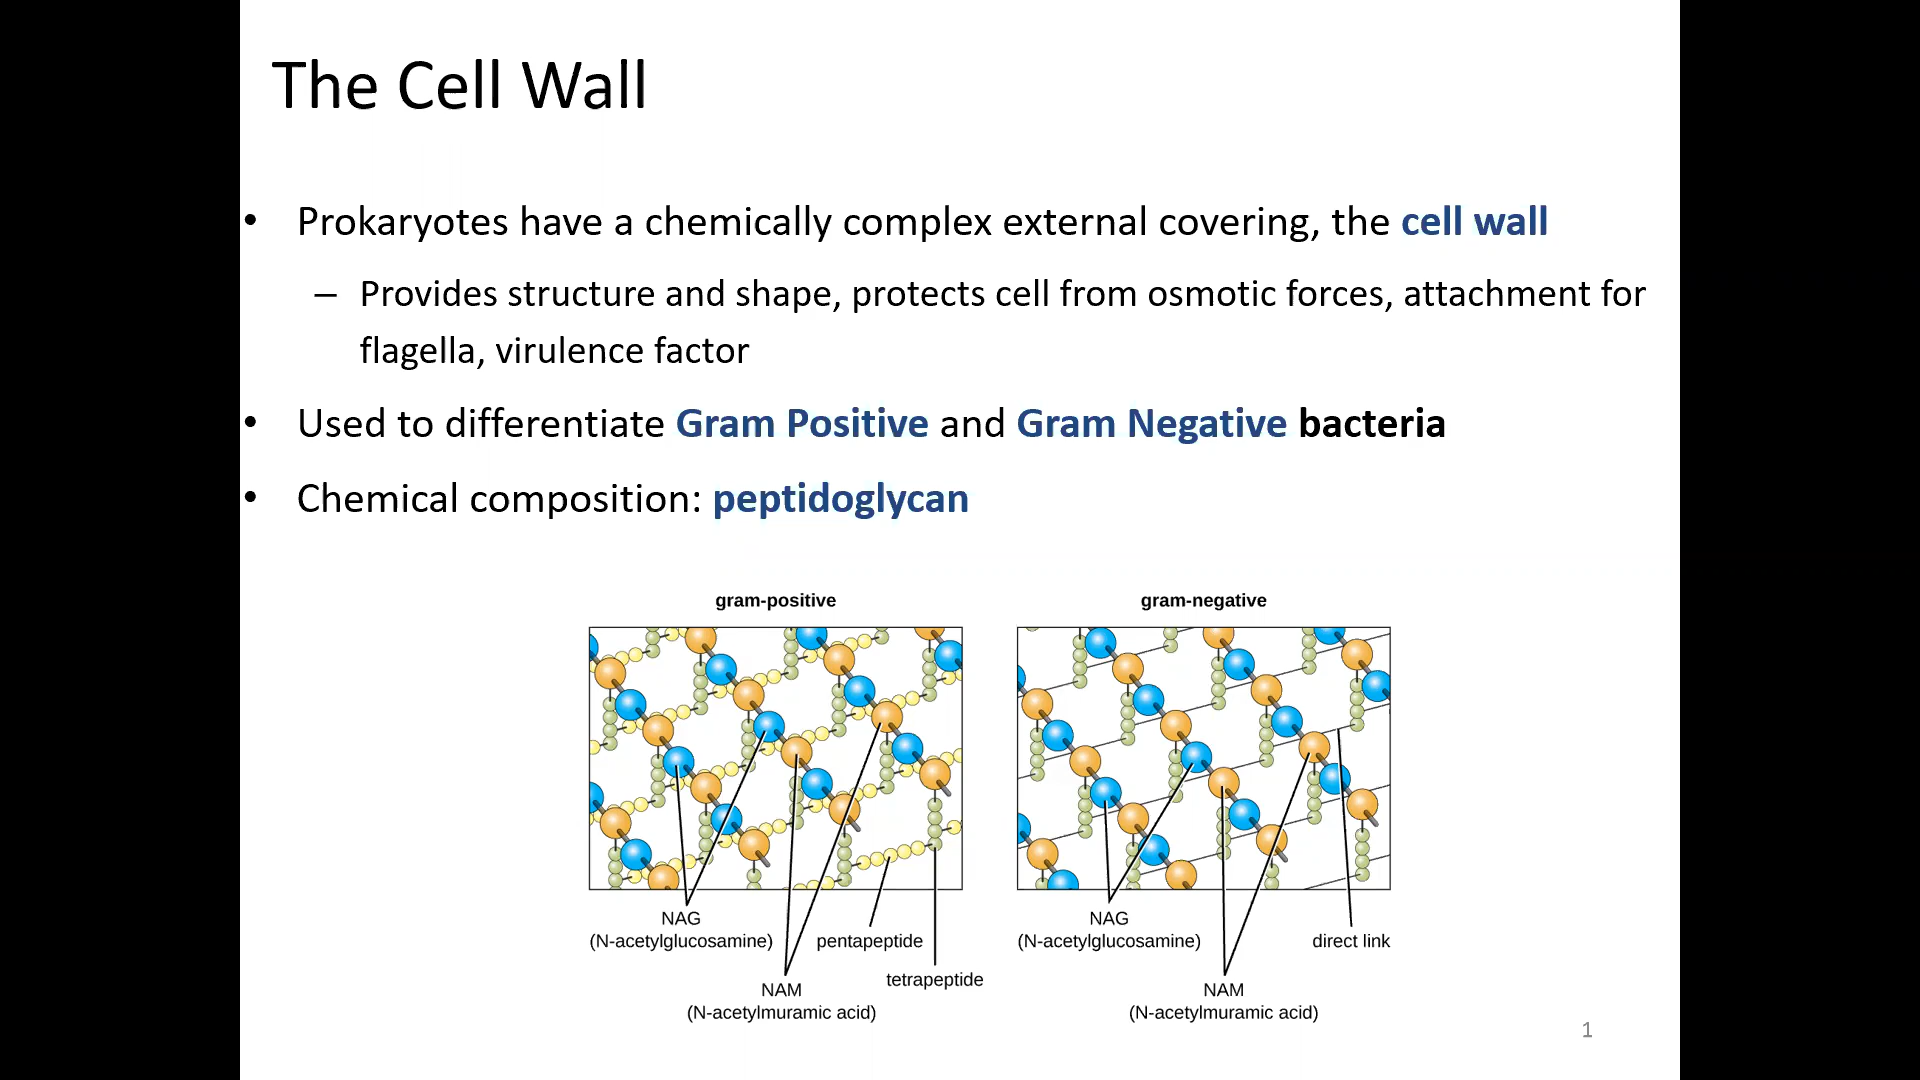 The Cell Wall
• Prokaryotes have a chemically complex external covering, the cell wall
– Provides structure and shape, protects cell from osmotic forces, attachment for
flagella, virulence factor
• Used to differentiate Gram Positive and Gram Negative bacteria
• Chemical composition: peptidoglycan
gram-positive
NAG
(N-acetylglucosamine)
pentapeptide
tetrapeptide
NAM
(N-acetylmuramic acid)
gram-negative
NAG
(N-acetylglucosamine)
direct link
NAM
(N-acetylmuramic acid)
1